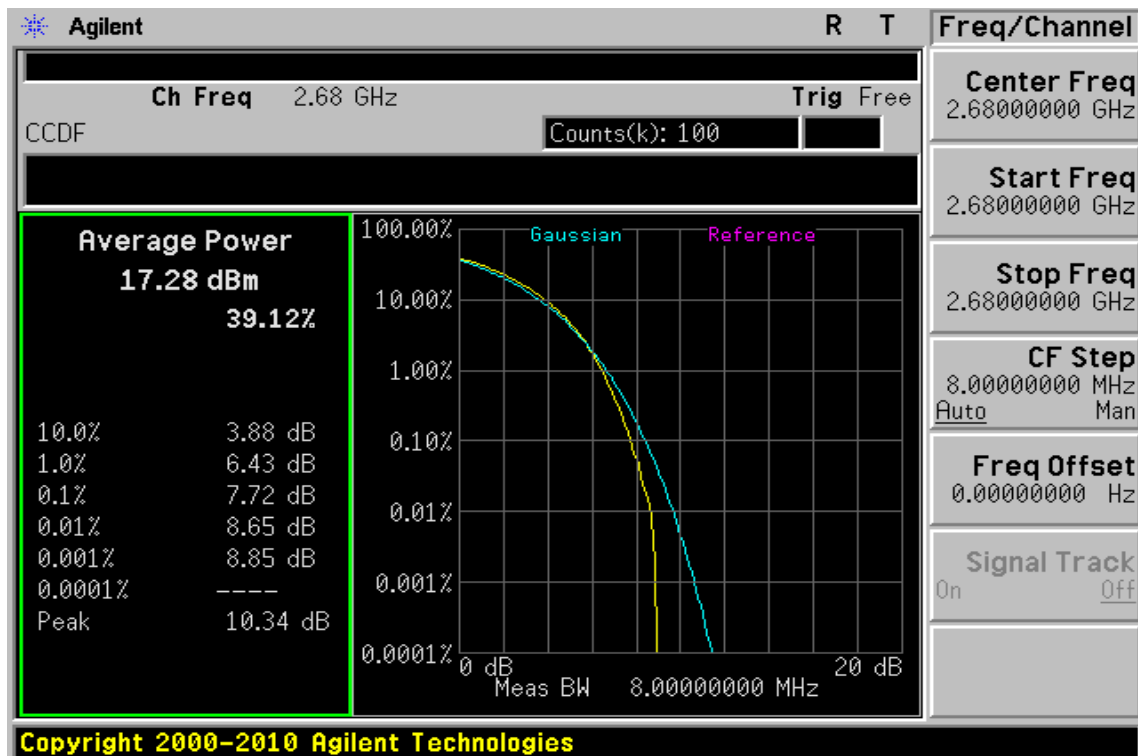 Agilent R T
Ch Freq 2.68 GHz Trig Free
CCDF Counts(k): 100
Average Power
17.28 dBm
39.12%
10.0% 3.88 dB
1.0% 6.43 dB
0.1% 7.72 dB
0.01% 8.65 dB
0.001% 8.85 dB
0.0001% ----
Peak 10.34 dB
100.00% Gaussian Reference
10.00%
1.00%
0.10%
0.01%
0.001%
0.0001%
0 dB 20 dB
Meas BW 8.00000000 MHz
Freq/Channel
Center Freq
2.68000000 GHz
Start Freq
2.68000000 GHz
Stop Freq
2.68000000 GHz
CF Step
8.00000000 MHz
Auto Man
Freq Offset
0.00000000 Hz
Signal Track
On Off
Copyright 2000-2010 Agilent Technologies